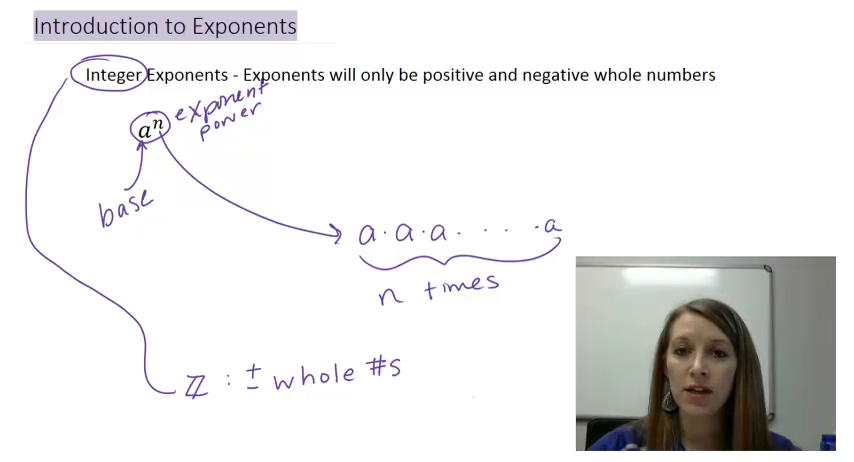 Introduction to Exponents
Integer Exponents - Exponents will only be positive and negative whole numbers
aⁿ exponent
power
base
a·a·a· · · · ·a
n times
ℤ : ± whole #s